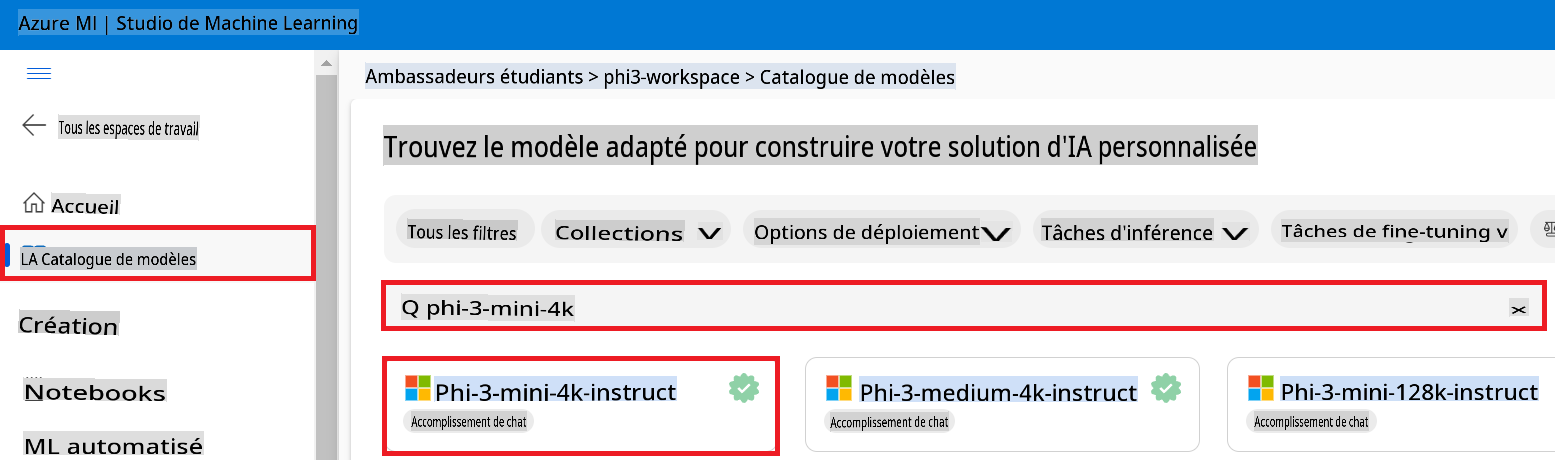 Azure Ml | Studio de Machine Learning
Ambassadeurs étudiants > phi3-workspace > Catalogue de modèles
Tous les espaces de travail
Accueil
LA Catalogue de modèles
Création
Notebooks
ML automatisé
Trouvez le modèle adapté pour construire votre solution d'IA personnalisée
Tous les filtres Collections Options de déploiement Tâches d'inférence Tâches de fine-tuning v
Q phi-3-mini-4k
Phi-3-mini-4k-instruct
Accomplissement de chat
Phi-3-medium-4k-instruct
Accomplissement de chat
Phi-3-mini-128k-instruct
Accomplissement de chat